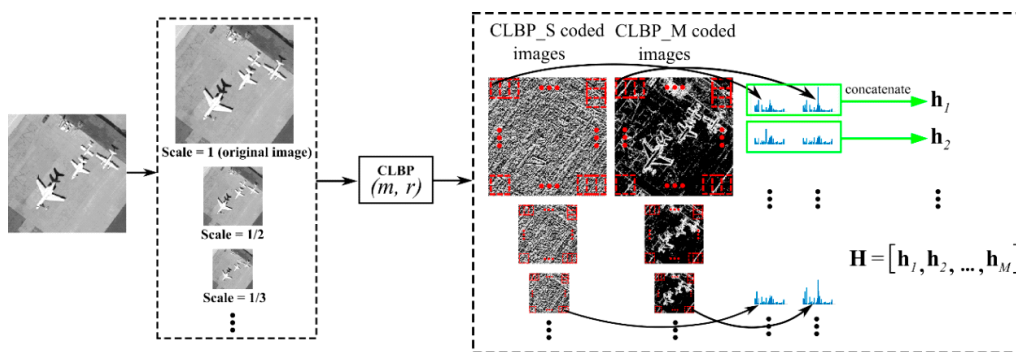 Scale = 1 (original image)
Scale = 1/2
Scale = 1/3
CLBP
(m, r)
CLBP_S coded
images
CLBP_M coded
images
concatenate
h1
h2
H = [h1, h2, ..., hM]